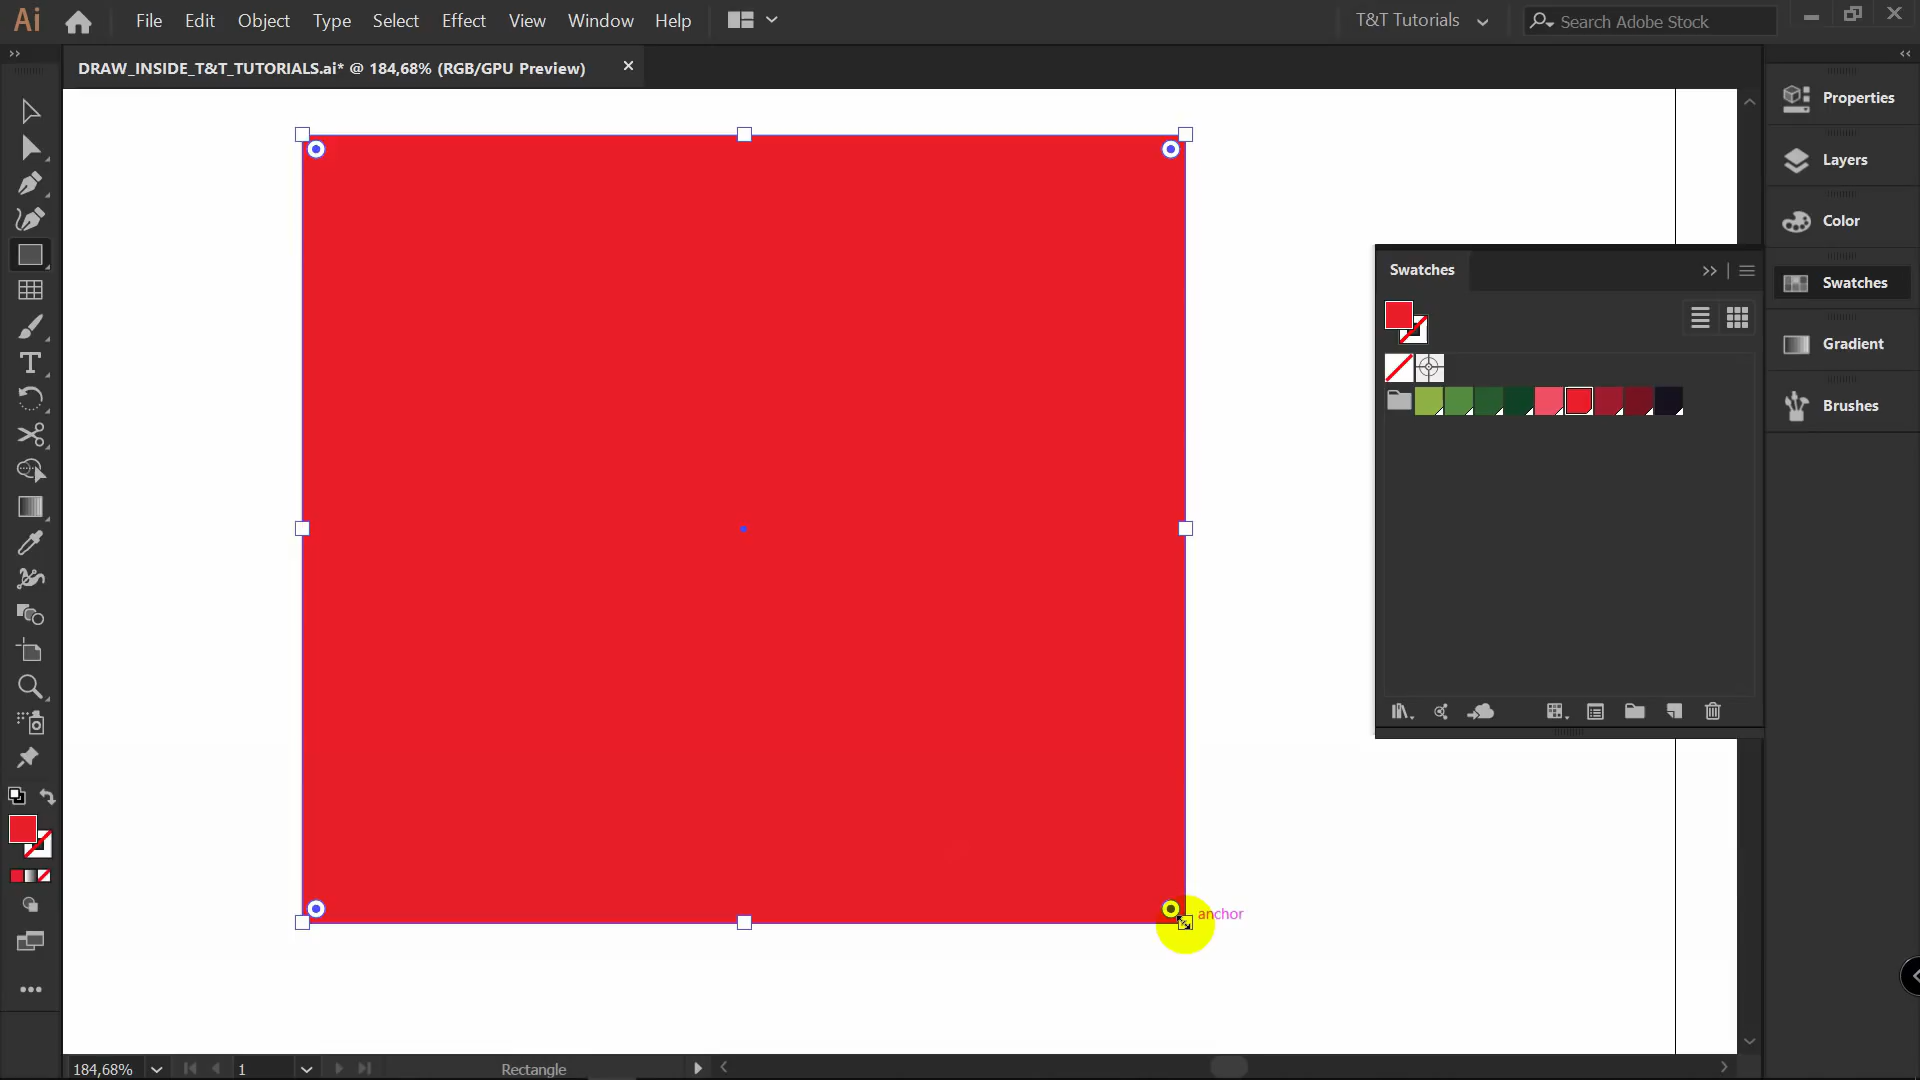 Ai File Edit Object Type Select Effect View Window Help T&T Tutorials Search Adobe Stock
DRAW_INSIDE_T&T_TUTORIALS.ai* @ 184,68% (RGB/GPU Preview)
Properties
Layers
Color
Swatches
Swatches
Gradient
Brushes
anchor
184,68% 1 Rectangle